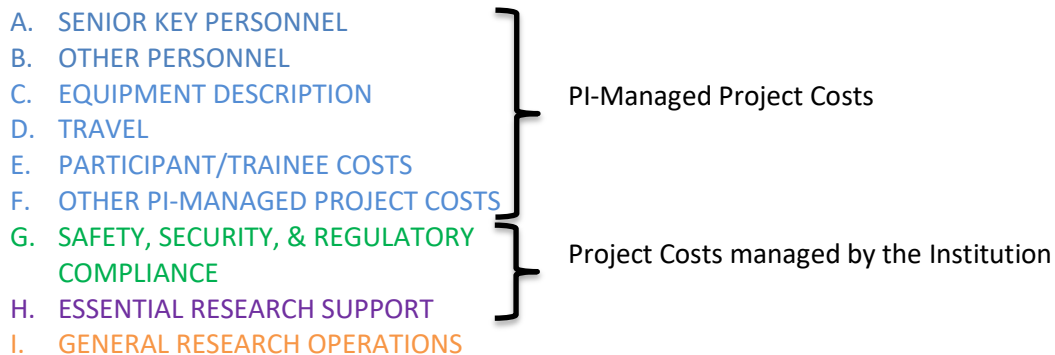 A. SENIOR KEY PERSONNEL
B. OTHER PERSONNEL
C. EQUIPMENT DESCRIPTION
D. TRAVEL
E. PARTICIPANT/TRAINEE COSTS
F. OTHER PI-MANAGED PROJECT COSTS
PI-Managed Project Costs
G. SAFETY, SECURITY, & REGULATORY
COMPLIANCE
H. ESSENTIAL RESEARCH SUPPORT
Project Costs managed by the Institution
I. GENERAL RESEARCH OPERATIONS